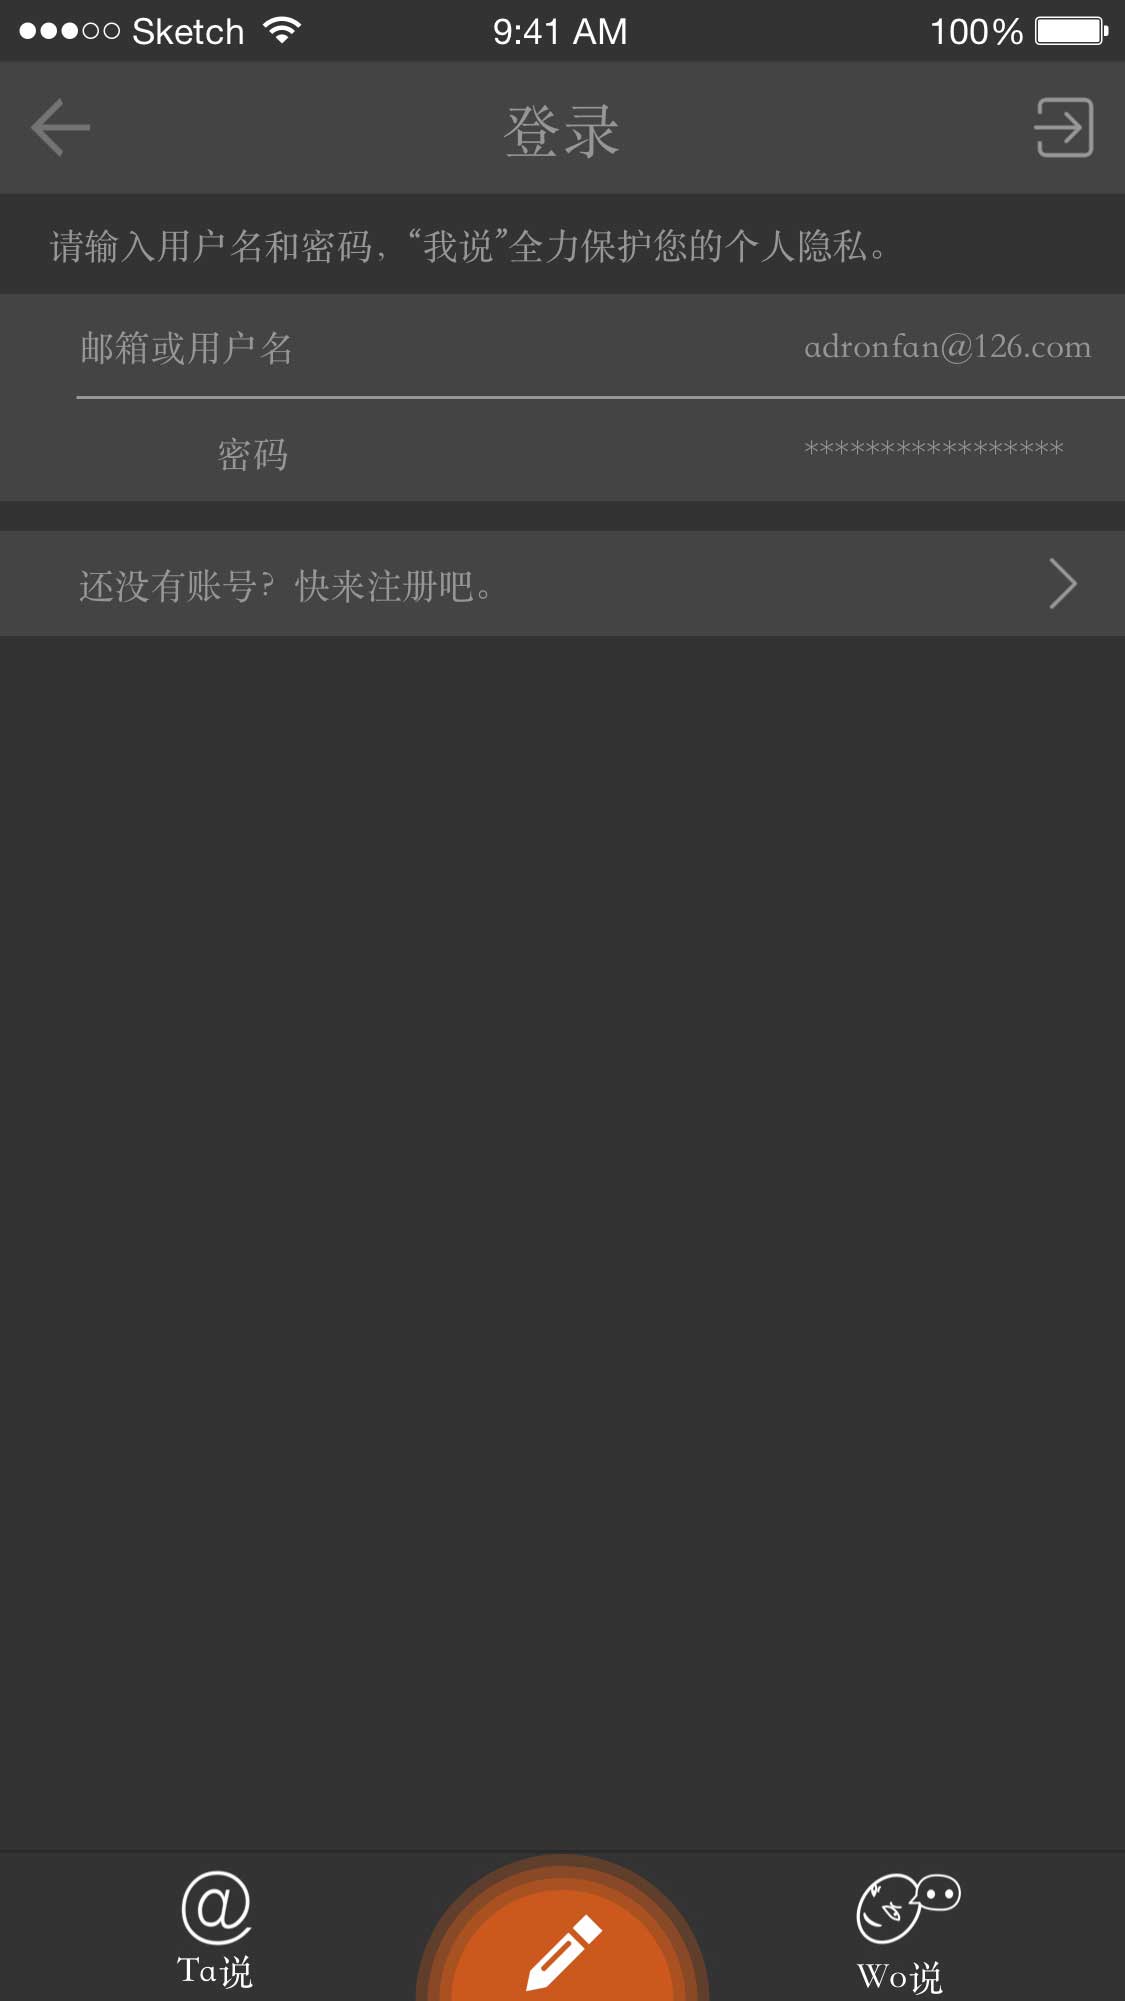 Sketch 9:41 AM 100%
登录
请输入用户名和密码，“我说”全力保护您的个人隐私。
邮箱或用户名 adronfan@126.com
密码 *****************
还没有账号？快来注册吧。
Ta说 Wo说